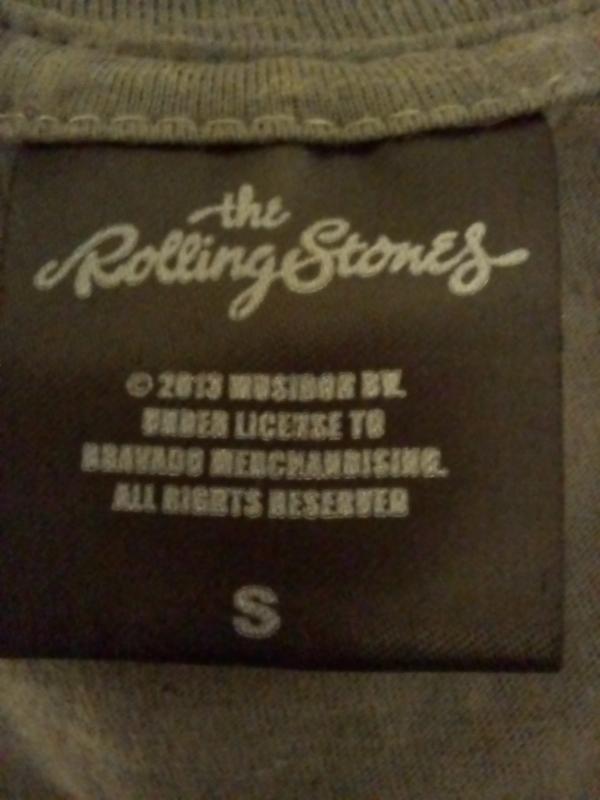 the
Rolling Stones
© 2013 MUSIDOR BV.
UNDER LICENSE TO
BRAVADO MERCHANDISING.
ALL RIGHTS RESERVED
S